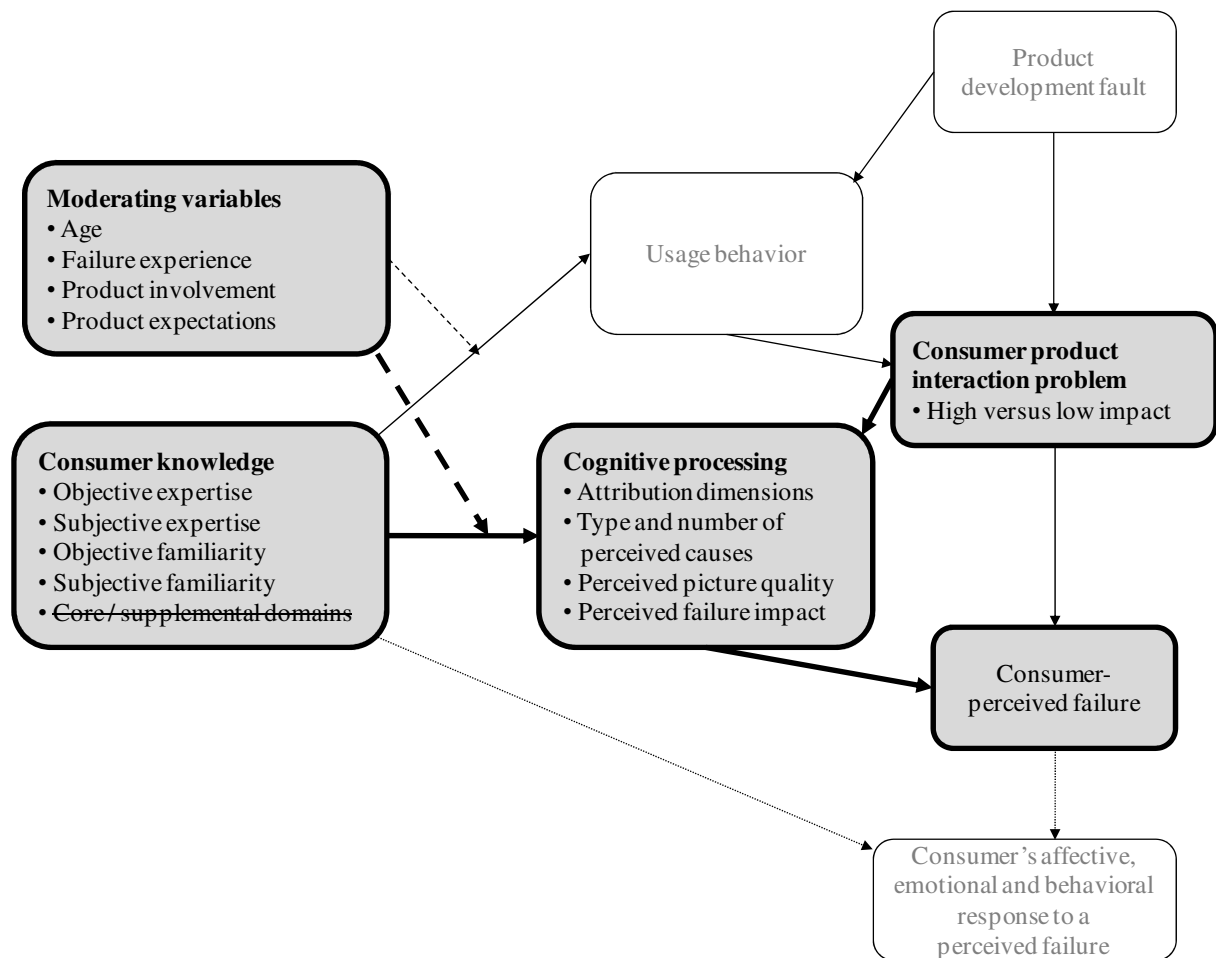 Product
development fault
Moderating variables
• Age
• Failure experience
• Product involvement
• Product expectations
Usage behavior
Consumer product
interaction problem
• High versus low impact
Consumer knowledge
• Objective expertise
• Subjective expertise
• Objective familiarity
• Subjective familiarity
• Core / supplemental domains
Cognitive processing
• Attribution dimensions
• Type and number of
perceived causes
• Perceived picture quality
• Perceived failure impact
Consumer-
perceived failure
Consumer's affective,
emotional and behavioral
response to a
perceived failure